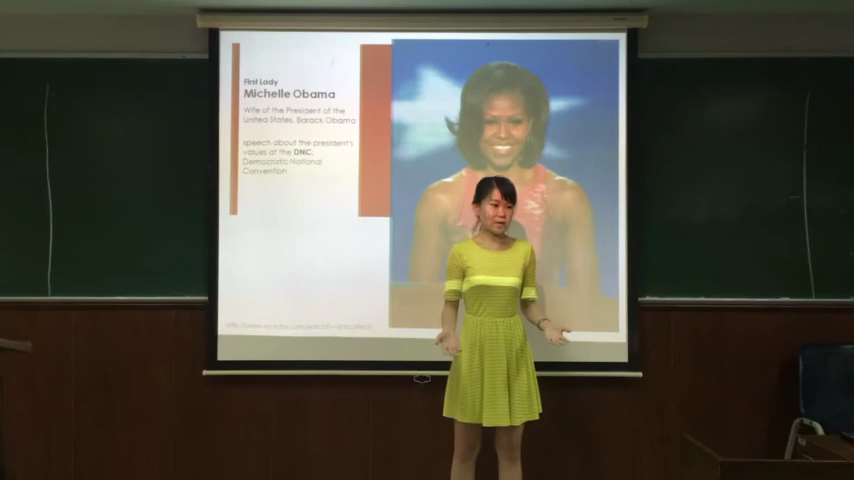 First Lady
Michelle Obama
Wife of the President of the
United States, Barack Obama
speech about the president's
values at the DNC,
Democratic National
Convention